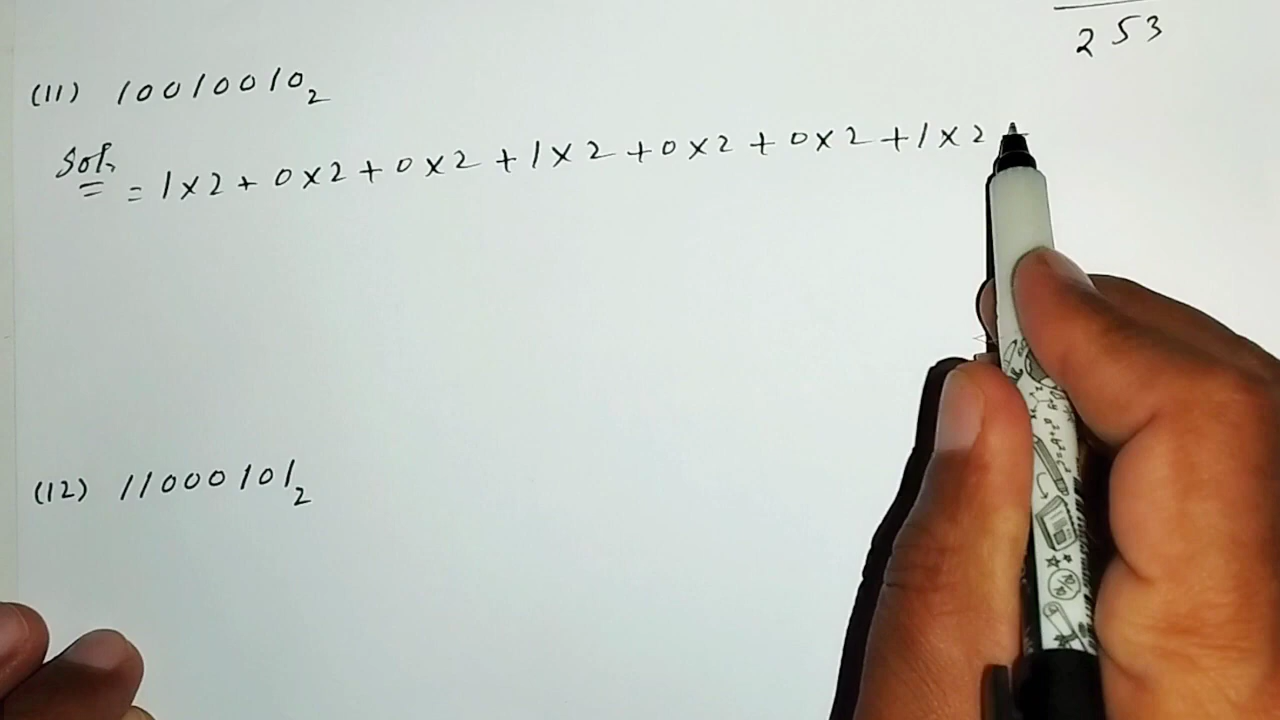 253
(11) 10010010₂
Sol. = 1×2 + 0×2 + 0×2 + 1×2 + 0×2 + 0×2 + 1×2 +
(12) 11000101₂